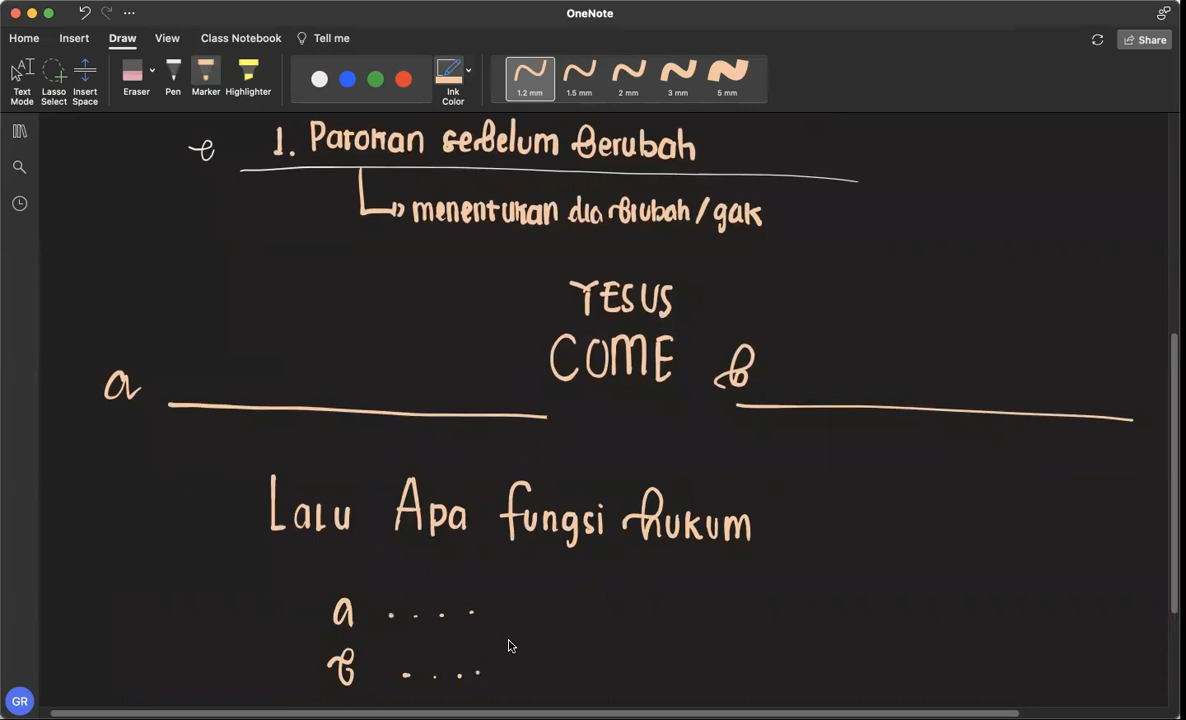 OneNote
Home Insert Draw View Class Notebook Tell me
Share
Text Mode
Lasso Select
Insert Space
Eraser
Pen
Marker
Highlighter
Ink Color
1.2 mm
1.5 mm
2 mm
3 mm
5 mm
1. Patokan sebelum berubah
menentukan dia brubah / gak
YESUS
COME
a
b
Lalu Apa fungsi hukum
a ....
b ....
GR